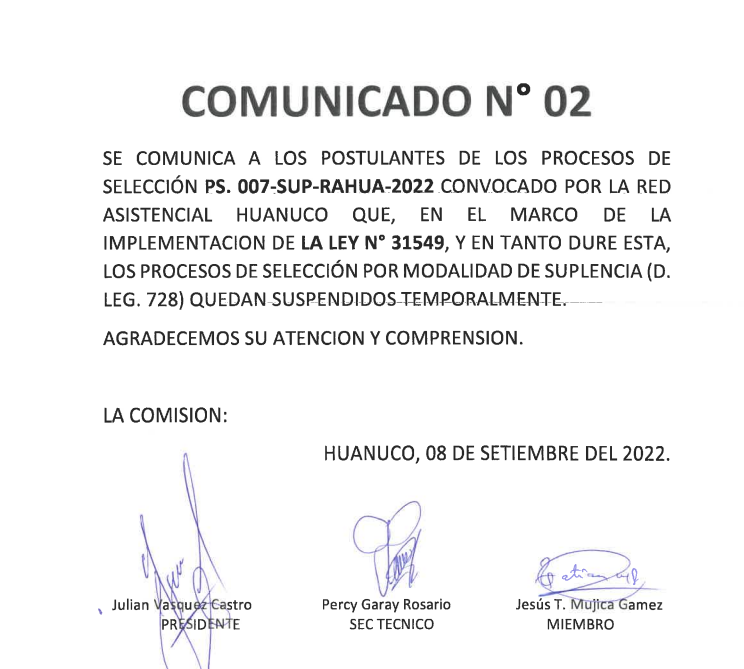 COMUNICADO N° 02
SE COMUNICA A LOS POSTULANTES DE LOS PROCESOS DE
SELECCIÓN PS. 007-SUP-RAHUA-2022 CONVOCADO POR LA RED
ASISTENCIAL HUANUCO QUE, EN EL MARCO DE LA
IMPLEMENTACION DE LA LEY N° 31549, Y EN TANTO DURE ESTA,
LOS PROCESOS DE SELECCIÓN POR MODALIDAD DE SUPLENCIA (D.
LEG. 728) QUEDAN SUSPENDIDOS TEMPORALMENTE.
AGRADECEMOS SU ATENCION Y COMPRENSION.
LA COMISION:
HUANUCO, 08 DE SETIEMBRE DEL 2022.
Julian Vasquez Castro
PRESIDENTE
Percy Garay Rosario
SEC TECNICO
Jesús T. Mujica Gamez
MIEMBRO